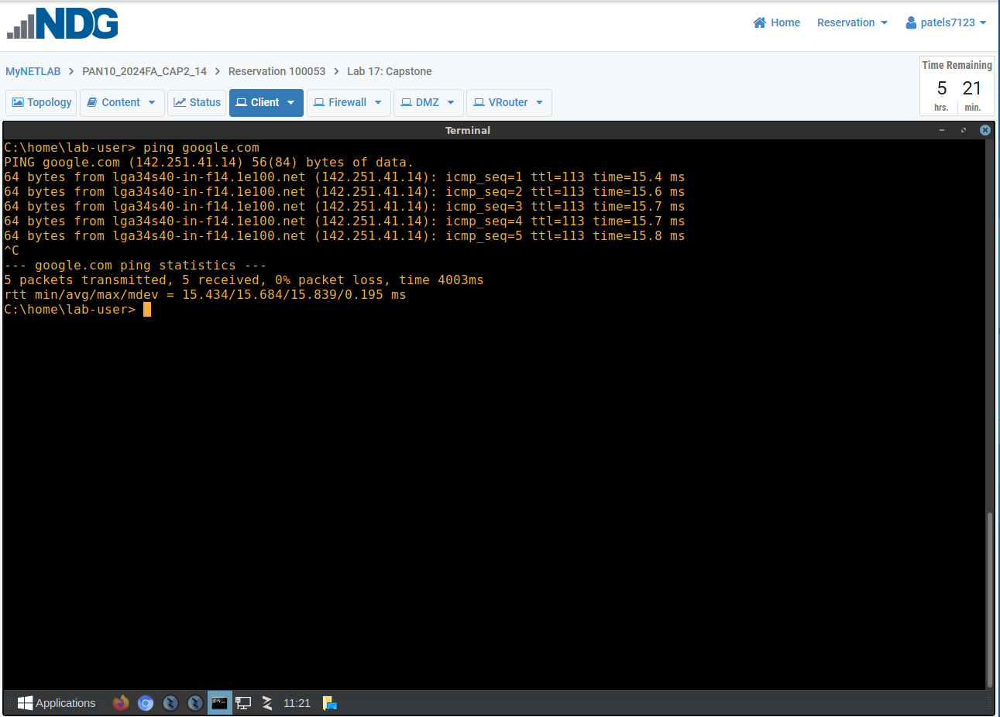 NDG
Home Reservation patels7123
MyNETLAB > PAN10_2024FA_CAP2_14 > Reservation 100053 > Lab 17: Capstone
Time Remaining
5 21
hrs. min.
Topology Content Status Client Firewall DMZ VRouter
Terminal
C:\home\lab-user> ping google.com
PING google.com (142.251.41.14) 56(84) bytes of data.
64 bytes from lga34s40-in-f14.1e100.net (142.251.41.14): icmp_seq=1 ttl=113 time=15.4 ms
64 bytes from lga34s40-in-f14.1e100.net (142.251.41.14): icmp_seq=2 ttl=113 time=15.6 ms
64 bytes from lga34s40-in-f14.1e100.net (142.251.41.14): icmp_seq=3 ttl=113 time=15.7 ms
64 bytes from lga34s40-in-f14.1e100.net (142.251.41.14): icmp_seq=4 ttl=113 time=15.7 ms
64 bytes from lga34s40-in-f14.1e100.net (142.251.41.14): icmp_seq=5 ttl=113 time=15.8 ms
^C
--- google.com ping statistics ---
5 packets transmitted, 5 received, 0% packet loss, time 4003ms
rtt min/avg/max/mdev = 15.434/15.684/15.839/0.195 ms
C:\home\lab-user>
Applications 11:21